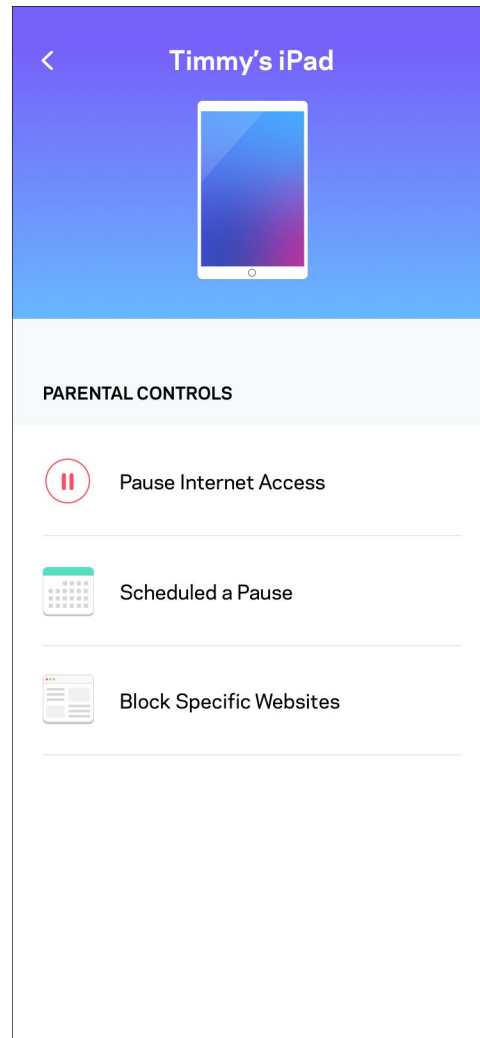 Timmy's iPad
PARENTAL CONTROLS
Pause Internet Access
Scheduled a Pause
Block Specific Websites